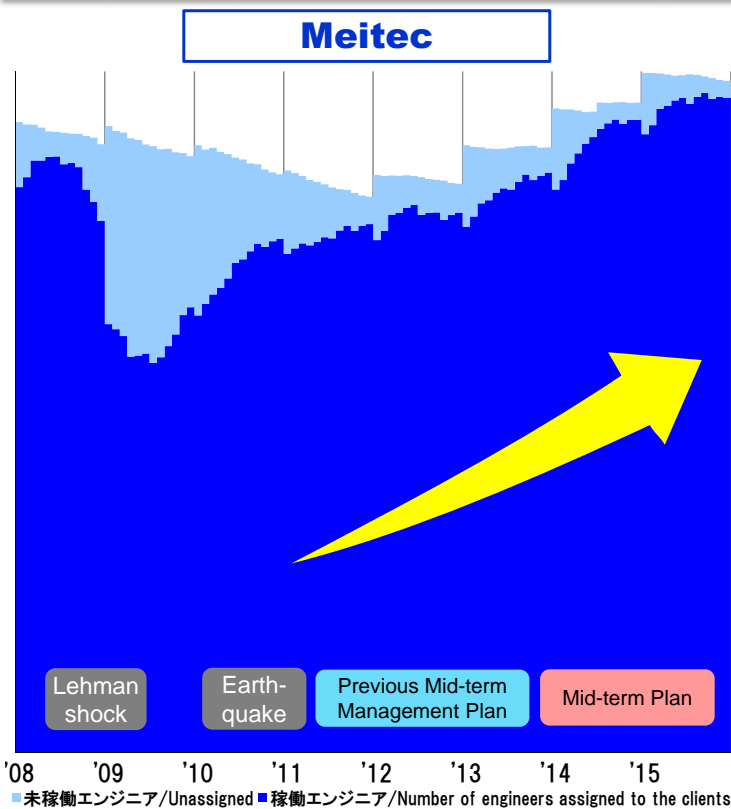 Meitec
Lehman
shock
Earth-
quake
Previous Mid-term
Management Plan
Mid-term Plan
'08 '09 '10 '11 '12 '13 '14 '15
未稼働エンジニア/Unassigned 稼働エンジニア/Number of engineers assigned to the clients